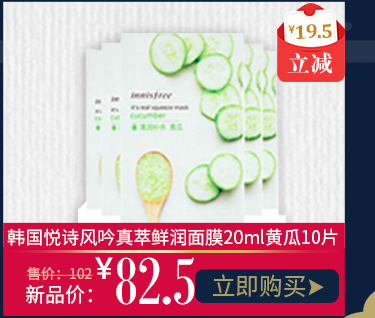 ¥19.5
立减
innisfree
it's real squeeze mask
cucumber
韩国悦诗风吟真萃鲜润面膜20ml黄瓜10片
售价：102
新品价：
¥82.5
立即购买